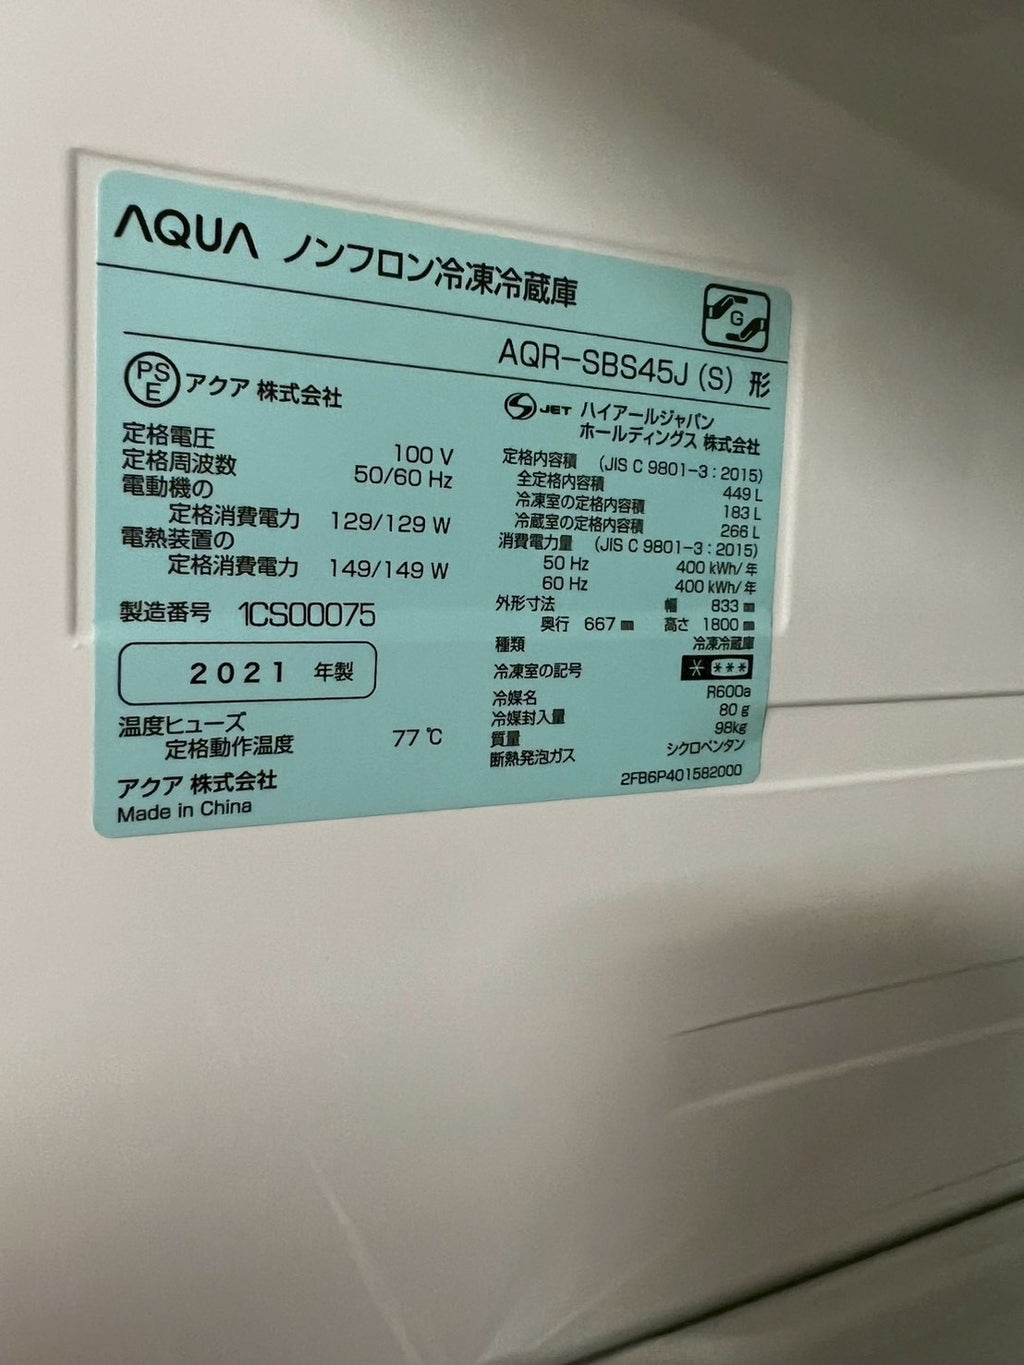 AQUA ノンフロン冷凍冷蔵庫
G
AQR-SBS45J (S) 形
PSE アクア 株式会社
定格電圧 100 V
定格周波数 50/60 Hz
電動機の
定格消費電力 129/129 W
電熱装置の
定格消費電力 149/149 W
製造番号 1CS00075
2021 年製
温度ヒューズ
定格動作温度 77 ℃
アクア 株式会社
Made in China
S JET ハイアールジャパン
ホールディングス 株式会社
定格内容積 (JIS C 9801-3 : 2015)
全定格内容積 449 L
冷凍室の定格内容積 183 L
冷蔵室の定格内容積 266 L
消費電力量 (JIS C 9801-3 : 2015)
50 Hz 400 kWh/年
60 Hz 400 kWh/年
外形寸法 幅 833 ㎜
奥行 667 ㎜ 高さ 1800 ㎜
種類 冷凍冷蔵庫
冷凍室の記号 * ***
冷媒名 R600a
冷媒封入量 80 g
質量 98kg
断熱発泡ガス シクロペンタン
2FB6P401582000